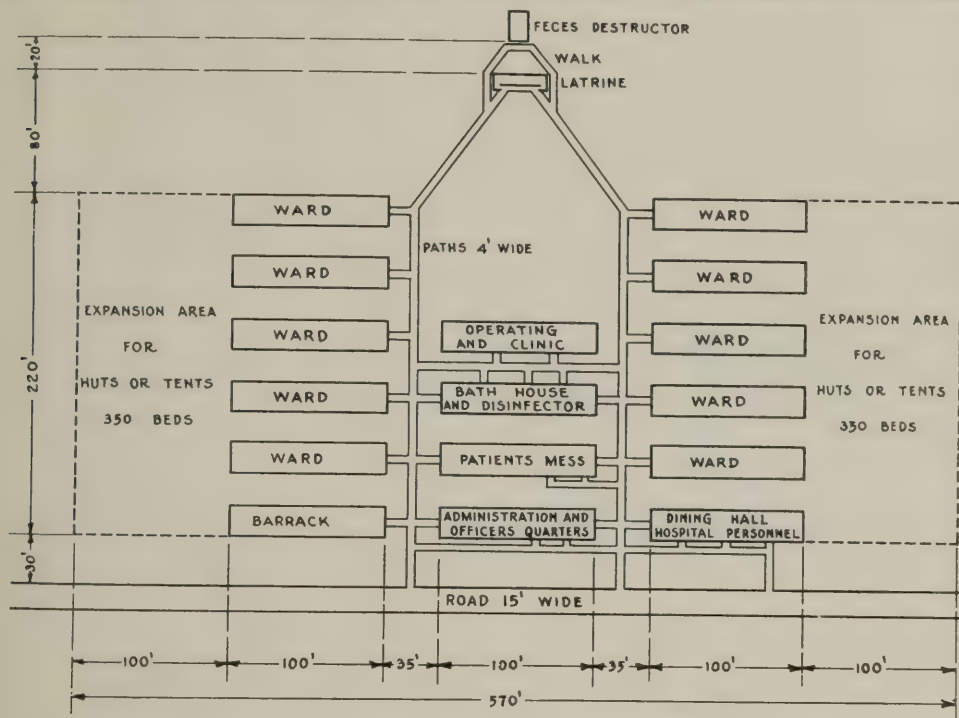 FECES DESTRUCTOR
WALK
LATRINE
20'
80'
220'
30'
WARD
WARD
PATHS 4' WIDE
WARD
WARD
EXPANSION AREA
FOR
HUTS OR TENTS
350 BEDS
WARD
OPERATING
AND CLINIC
WARD
EXPANSION AREA
FOR
HUTS OR TENTS
330 BEDS
WARD
BATH HOUSE
AND DISINFECTOR
WARD
WARD
PATIENTS MESS
WARD
BARRACK
ADMINISTRATION AND
OFFICERS QUARTERS
DINING HALL
HOSPITAL PERSONNEL
ROAD 15' WIDE
100' 100' 35' 100' 35' 100' 100'
570'